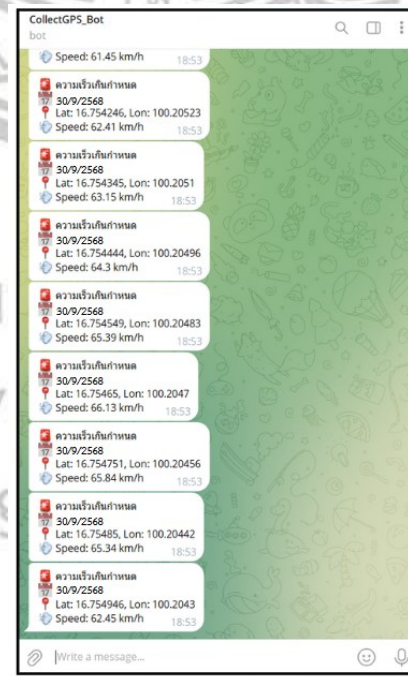 CollectGPS_Bot
bot
Speed: 61.45 km/h
18:53
ความเร็วเกินกำหนด
30/9/2568
Lat: 16.754246, Lon: 100.20523
Speed: 62.41 km/h
18:53
ความเร็วเกินกำหนด
30/9/2568
Lat: 16.754345, Lon: 100.2051
Speed: 63.15 km/h
18:53
ความเร็วเกินกำหนด
30/9/2568
Lat: 16.754444, Lon: 100.20496
Speed: 64.3 km/h
18:53
ความเร็วเกินกำหนด
30/9/2568
Lat: 16.754549, Lon: 100.20483
Speed: 65.39 km/h
18:53
ความเร็วเกินกำหนด
30/9/2568
Lat: 16.75465, Lon: 100.2047
Speed: 66.13 km/h
18:53
ความเร็วเกินกำหนด
30/9/2568
Lat: 16.754751, Lon: 100.20456
Speed: 65.84 km/h
18:53
ความเร็วเกินกำหนด
30/9/2568
Lat: 16.75485, Lon: 100.20442
Speed: 65.34 km/h
18:53
ความเร็วเกินกำหนด
30/9/2568
Lat: 16.754946, Lon: 100.2043
Speed: 62.45 km/h
18:53
Write a message...